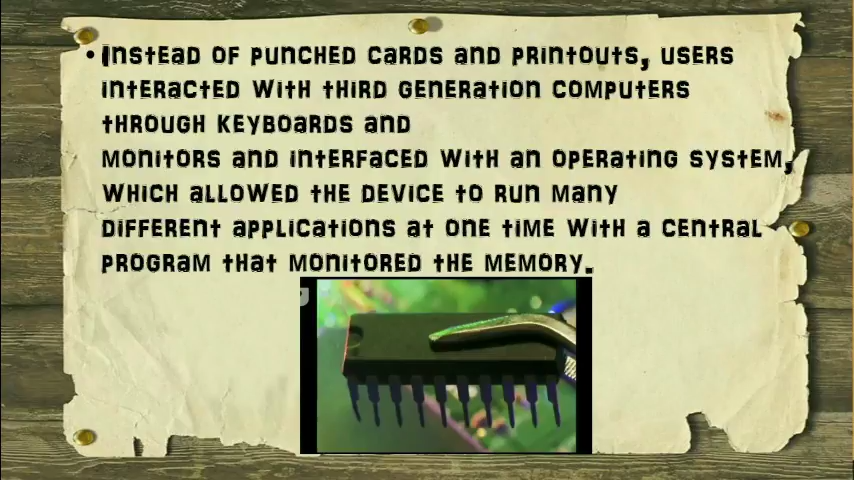 • Instead of punched cards and printouts, users
interacted with third generation computers
through keyboards and
monitors and interfaced with an operating system,
which allowed the device to run many
different applications at one time with a central
program that monitored the memory.